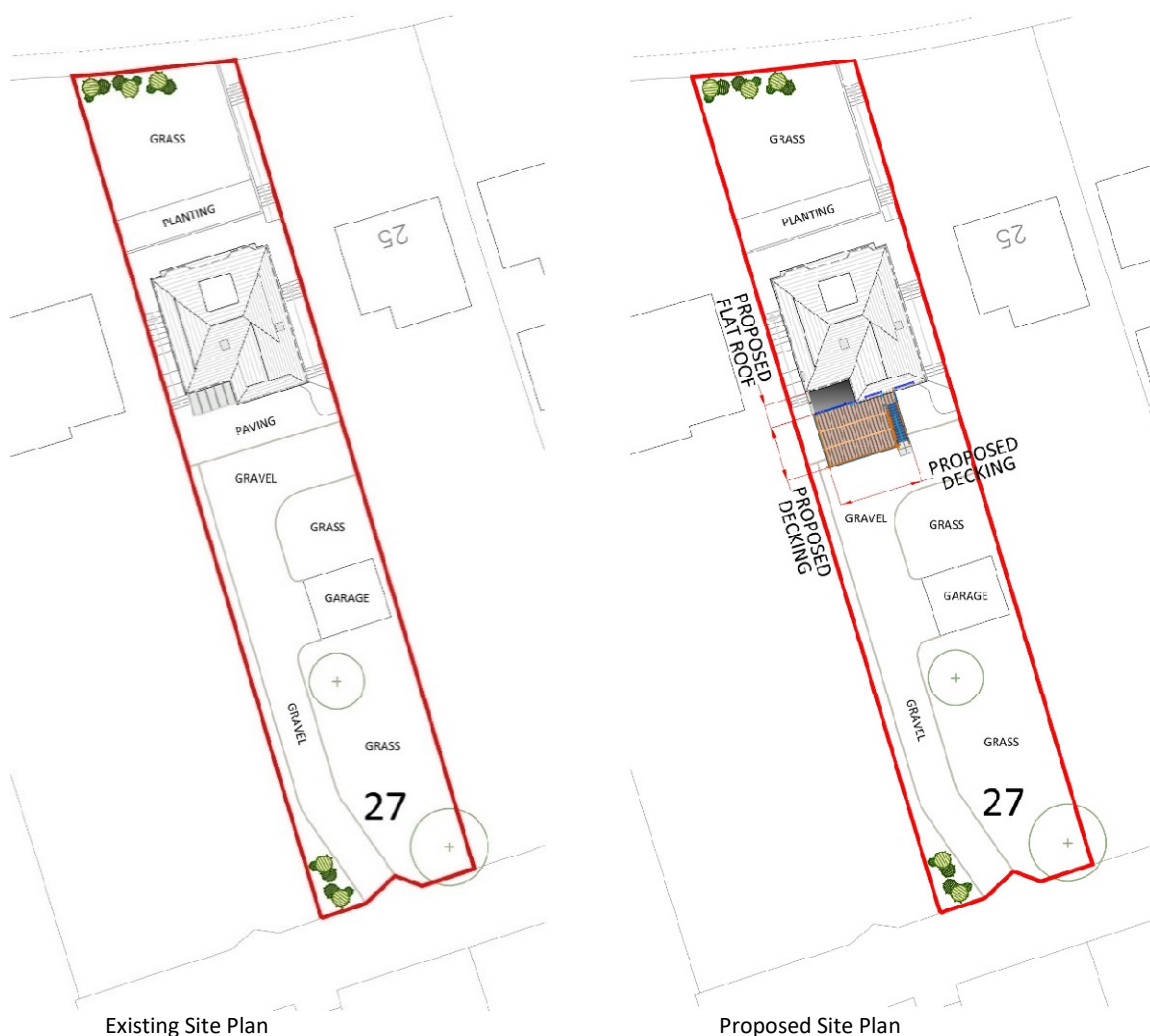 GRASS
PLANTING
25
PAVING
GRAVEL
GRASS
GARAGE
GRAVEL
GRASS
27
Existing Site Plan
GRASS
PLANTING
25
PROPOSED
FLAT ROOF
PROPOSED
DECKING
PROPOSED
DECKING
GRAVEL
GRASS
GARAGE
GRAVEL
GRASS
27
Proposed Site Plan